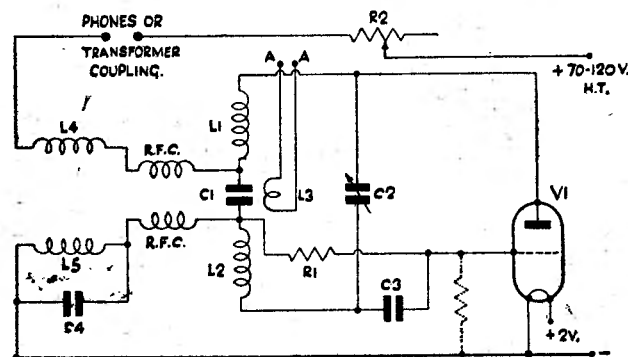 PHONES OR
TRANSFORMER
COUPLING.
R2
+70-120V.
H.T.
A A
L4
R.F.C.
L1
C1
L3
C2
V1
R.F.C.
L5
L2
R1
C3
C4
+2V.
-